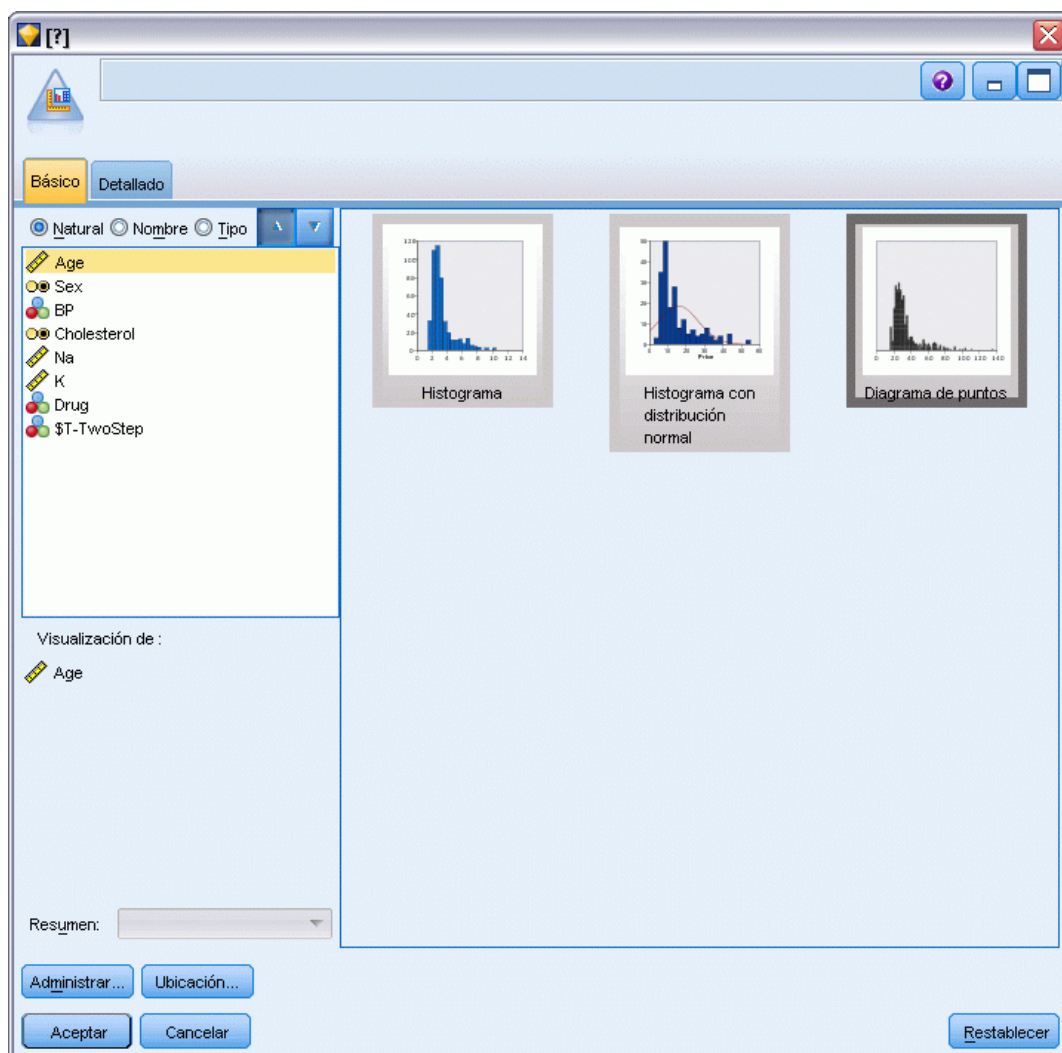 [?]
Básico
Detallado
Natural Nombre Tipo
Age
Sex
BP
Cholesterol
Na
K
Drug
$T-TwoStep
Visualización de :
Age
Resumen:
Administrar...
Ubicación...
Aceptar
Cancelar
Histograma
Price
Histograma con
distribución
normal
Diagrama de puntos
Restablecer